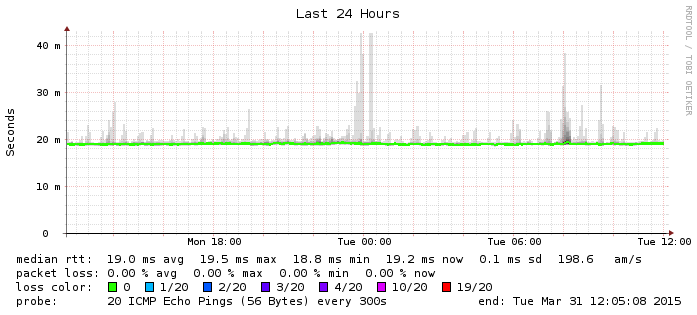 Last 24 Hours
RRDTOOL / TOBI OETIKER
Seconds
40 m
30 m
20 m
10 m
0
Mon 18:00 Tue 00:00 Tue 06:00 Tue 12:00
median rtt: 19.0 ms avg 19.5 ms max 18.8 ms min 19.2 ms now 0.1 ms sd 198.6 am/s
packet loss: 0.00 % avg 0.00 % max 0.00 % min 0.00 % now
loss color: 0 1/20 2/20 3/20 4/20 10/20 19/20
probe: 20 ICMP Echo Pings (56 Bytes) every 300s end: Tue Mar 31 12:05:08 2015